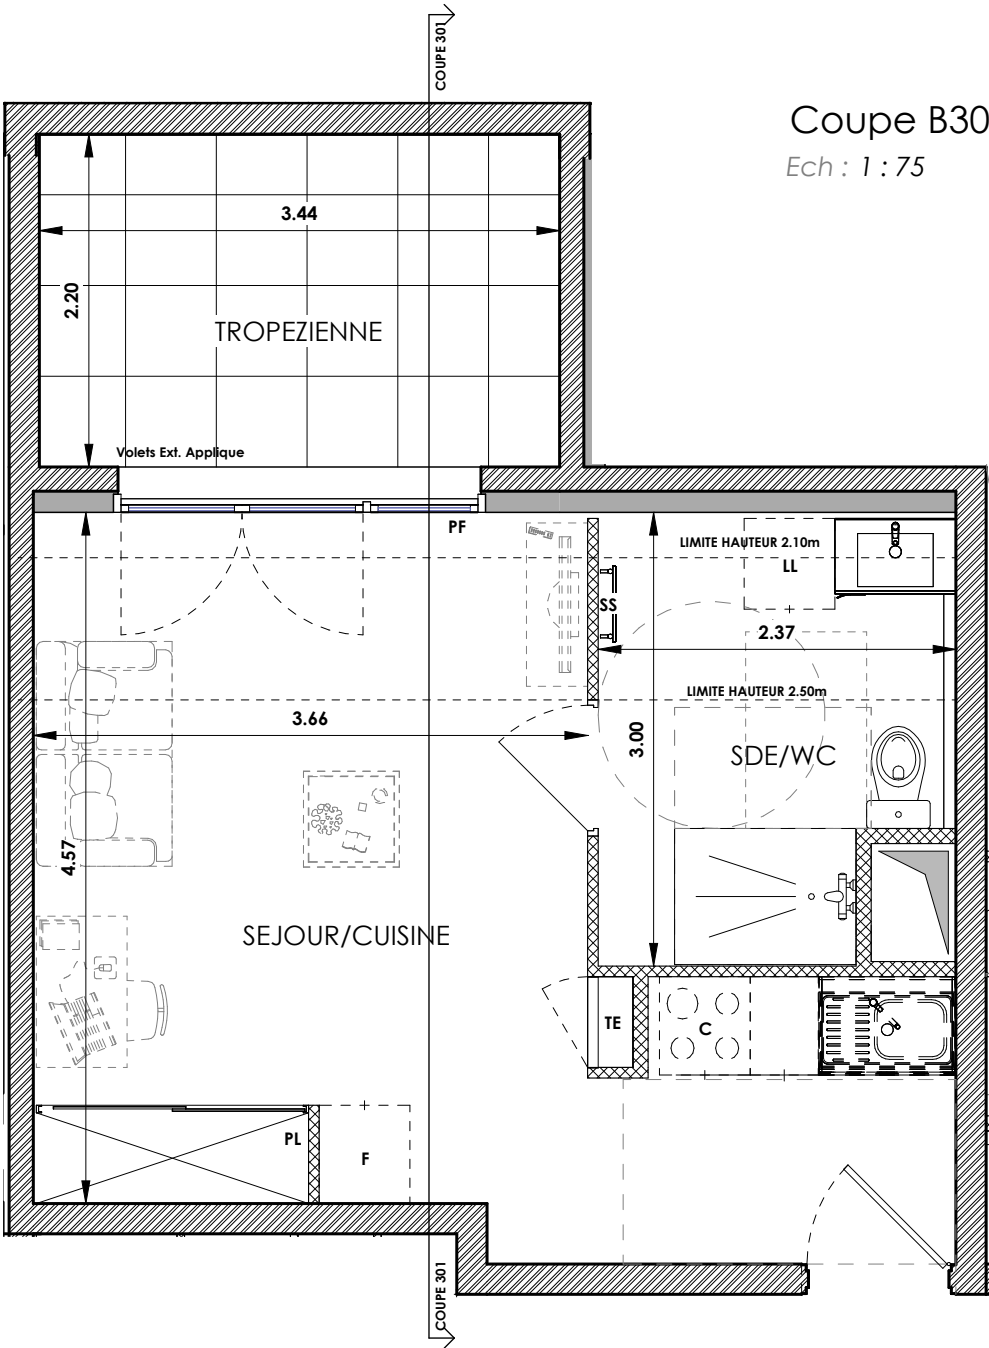 COUPE 301
Coupe B30
Ech : 1 : 75
3.44
2.20
TROPEZIENNE
Volets Ext. Applique
PF
LIMITE HAUTEUR 2.10m
LL
SS
2.37
LIMITE HAUTEUR 2.50m
3.66
3.00
SDE/WC
4.57
SEJOUR/CUISINE
TE
C
PL
F
COUPE 301